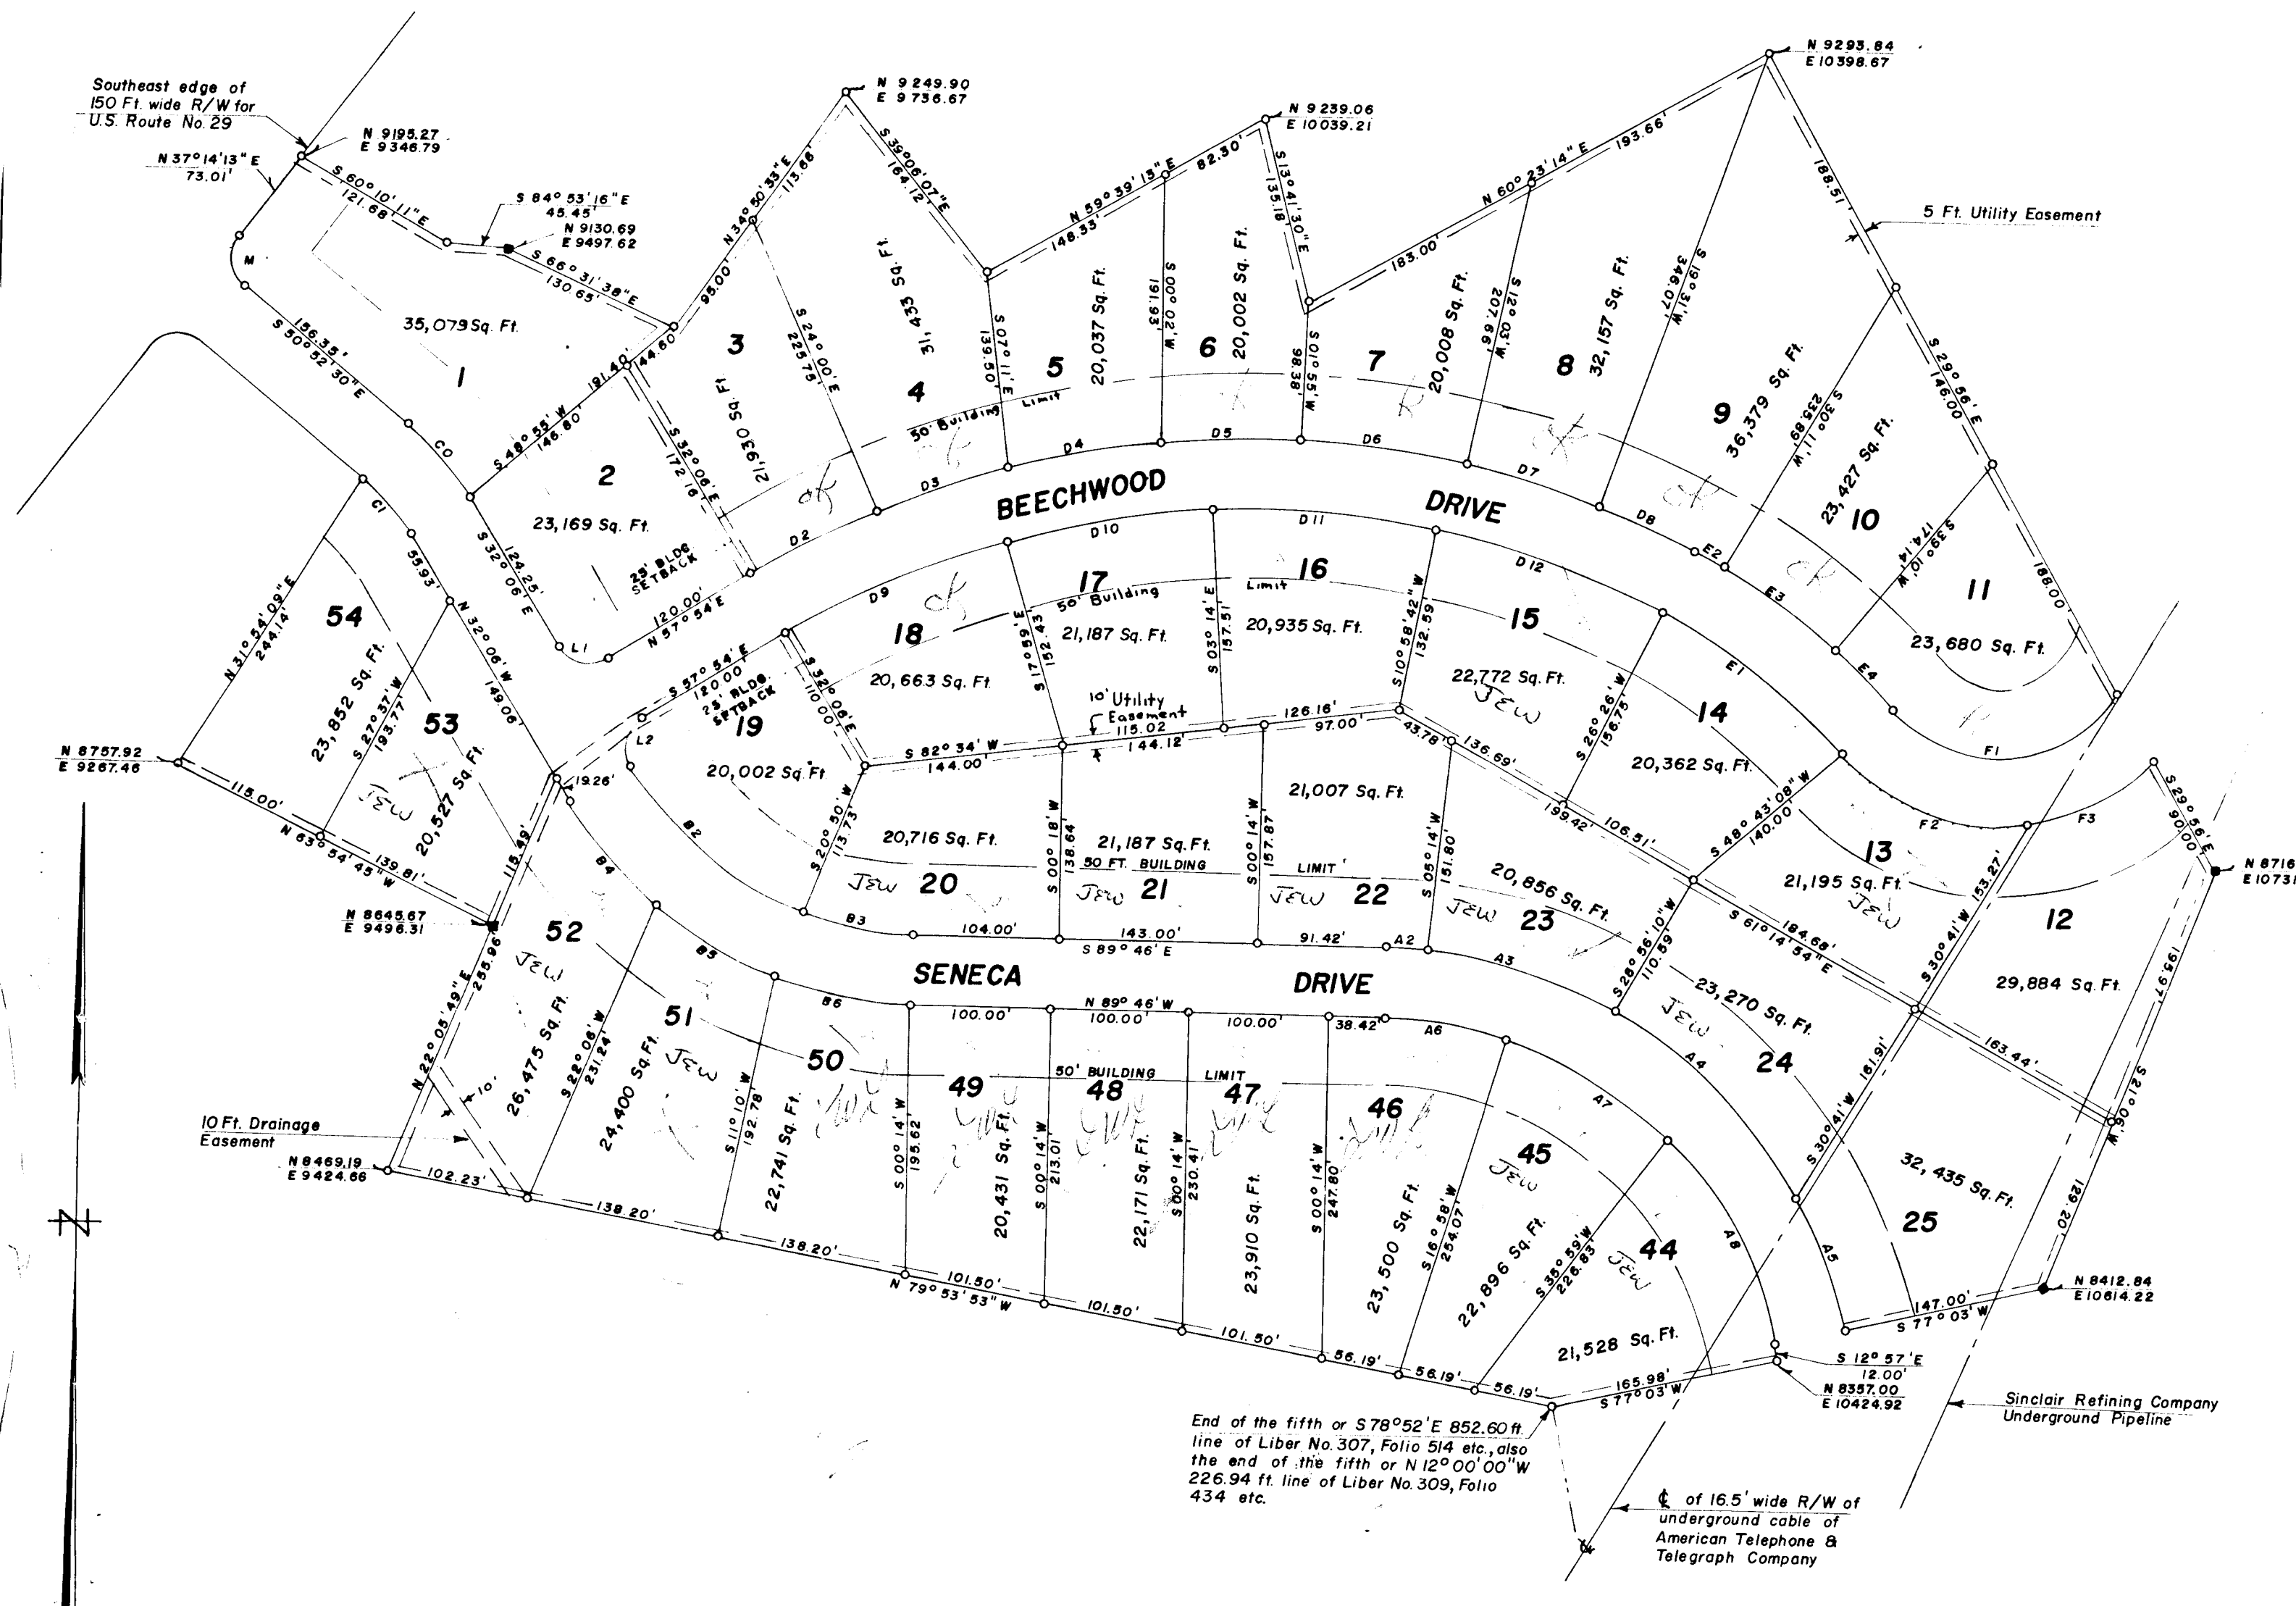 Southeast edge of
150 Ft. wide R/W for
U.S. Route No. 29
N 37°14'13" E
73.01'
N 9195.27
E 9346.79
S 60°10'11" E
121.68'
S 84°53'16" E
45.45'
N 9130.69
E 9497.62
S 66°31'38" E
130.65'
M
156.35'
S 50°52'30" E
35,079 Sq. Ft.
1
CO
S 48°55' W
146.80'
191.40'
44.60'
N 9249.90
E 9736.67
N 34°50'33" E
113.66'
95.00'
S 39°06'07" E
164.12'
N 9239.06
E 10039.21
N 59°39'13" E
148.33'
82.30'
S 13°41'30" E
135.18'
N 9293.84
E 10398.67
N 60°23'14" E
193.66'
183.00'
188.51'
5 Ft. Utility Easement
2
23,169 Sq. Ft.
S 32°06' E
124.25'
S 32°06' E
172.16'
25' BLDG
SETBACK
L1
120.00'
N 57°54' E
3
21,930 Sq. Ft.
S 24°00' E
225.75'
D2
4
31,433 Sq. Ft.
50' Building Limit
D3
S 07°11' E
139.50'
5
20,037 Sq. Ft.
D4
S 00°02' W
191.93'
6
20,002 Sq. Ft.
D5
S 01°55' W
98.38'
7
20,008 Sq. Ft.
D6
S 12°03' W
207.66'
8
32,157 Sq. Ft.
D7
S 19°31' W
346.07'
9
36,379 Sq. Ft.
D8
E2
S 30°11' W
235.89'
S 29°56' E
146.00'
10
23,427 Sq. Ft.
E3
S 39°10' W
174.14'
11
23,680 Sq. Ft.
188.00'
E4
F1
ok
ok
ok
ok
ok
ok
BEECHWOOD DRIVE
C1
55.93'
N 32°06' W
149.06'
54
N 31°54'09" E
244.14'
23,852 Sq. Ft.
S 27°37' W
193.77'
53
20,527 Sq. Ft.
JEW
N 8757.92
E 9267.46
115.00'
N 63°54'45" W
139.81'
N 8645.67
E 9496.31
S 57°54' E
120.00'
25' BLDG.
SETBACK
L2
19
20,002 Sq. Ft.
S 32°06' E
110.00'
D9
18
20,663 Sq. Ft.
ok
S 17°59' E
152.43'
D10
17
50' Building Limit
21,187 Sq. Ft.
S 03°14' E
157.51'
D11
16
20,935 Sq. Ft.
S 10°58'42" W
132.59'
D12
15
22,772 Sq. Ft.
JEW
S 26°26' W
156.75'
E1
14
20,362 Sq. Ft.
S 48°43'08" W
140.00'
F2
13
21,195 Sq. Ft.
JEW
S 30°41' W
153.27'
F3
12
29,884 Sq. Ft.
S 29°56' E
90.00'
N 8716
E 10731
195.97'
S 21°06' W
10' Utility
Easement
115.02
144.12'
126.16'
97.00'
S 82°34' W
144.00'
43.78'
136.69'
199.42'
106.51'
S 61°14'54" E
184.68'
163.44'
19.26'
115.49'
B2
S 20°50' W
113.73'
20,716 Sq. Ft.
JEW 20
B3
104.00'
S 00°18' W
138.64'
21,187 Sq. Ft.
50 FT. BUILDING LIMIT
JEW 21
143.00'
S 89°46' E
S 00°14' W
157.87'
21,007 Sq. Ft.
JEW 22
91.42'
A2
S 05°14' W
151.80'
20,856 Sq. Ft.
JEW 23
A3
S 28°56'10" W
110.59'
23,270 Sq. Ft.
JEW
24
A4
S 30°41' W
161.91'
32,435 Sq. Ft.
25
A5
129.20'
N 8412.84
E 10614.22
147.00'
S 77°03' W
SENECA DRIVE
B4
52
JEW
26,475 Sq. Ft.
N 22°05'49" E
255.96'
10'
10 Ft. Drainage
Easement
N 8469.19
E 9424.66
102.23'
B5
S 22°06' W
231.24'
51
JEW
24,400 Sq. Ft.
138.20'
B6
S 11°10' W
192.78'
50
22,741 Sq. Ft.
138.20'
N 89°46' W
100.00'
100.00'
100.00'
38.42'
S 00°14' W
195.62'
49
20,431 Sq. Ft.
101.50'
N 79°53'53" W
S 00°14' W
213.01'
50' BUILDING LIMIT
48
22,171 Sq. Ft.
101.50'
S 00°14' W
230.41'
47
23,910 Sq. Ft.
101.50'
S 00°14' W
247.80'
A6
46
23,500 Sq. Ft.
56.19'
S 16°58' W
254.07'
A7
45
JEW
22,896 Sq. Ft.
56.19'
S 35°59' W
226.83'
A8
44
JEW
21,528 Sq. Ft.
56.19'
165.98'
S 77°03' W
S 12°57' E
12.00'
N 8357.00
E 10424.92
Sinclair Refining Company
Underground Pipeline
End of the fifth or S 78°52' E 852.60 ft.
line of Liber No. 307, Folio 514 etc., also
the end of the fifth or N 12°00'00" W
226.94 ft. line of Liber No. 309, Folio
434 etc.
℄ of 16.5' wide R/W of
underground cable of
American Telephone &
Telegraph Company
N